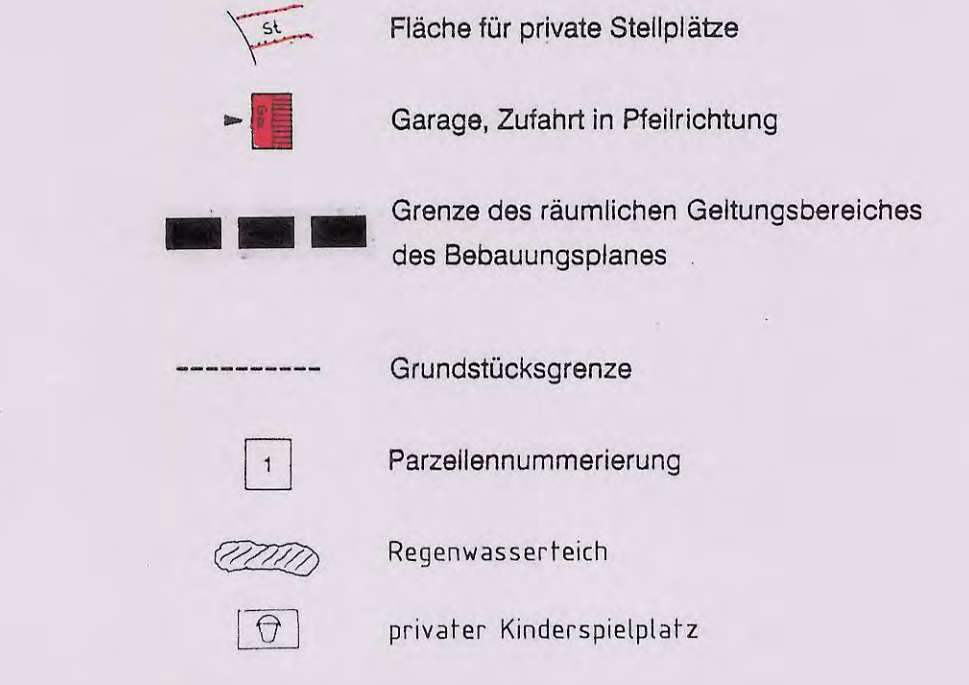 St Fläche für private Stellplätze
Ga Garage, Zufahrt in Pfeilrichtung
Grenze des räumlichen Geltungsbereiches
des Bebauungsplanes
Grundstücksgrenze
1 Parzellennummerierung
Regenwasserteich
privater Kinderspielplatz